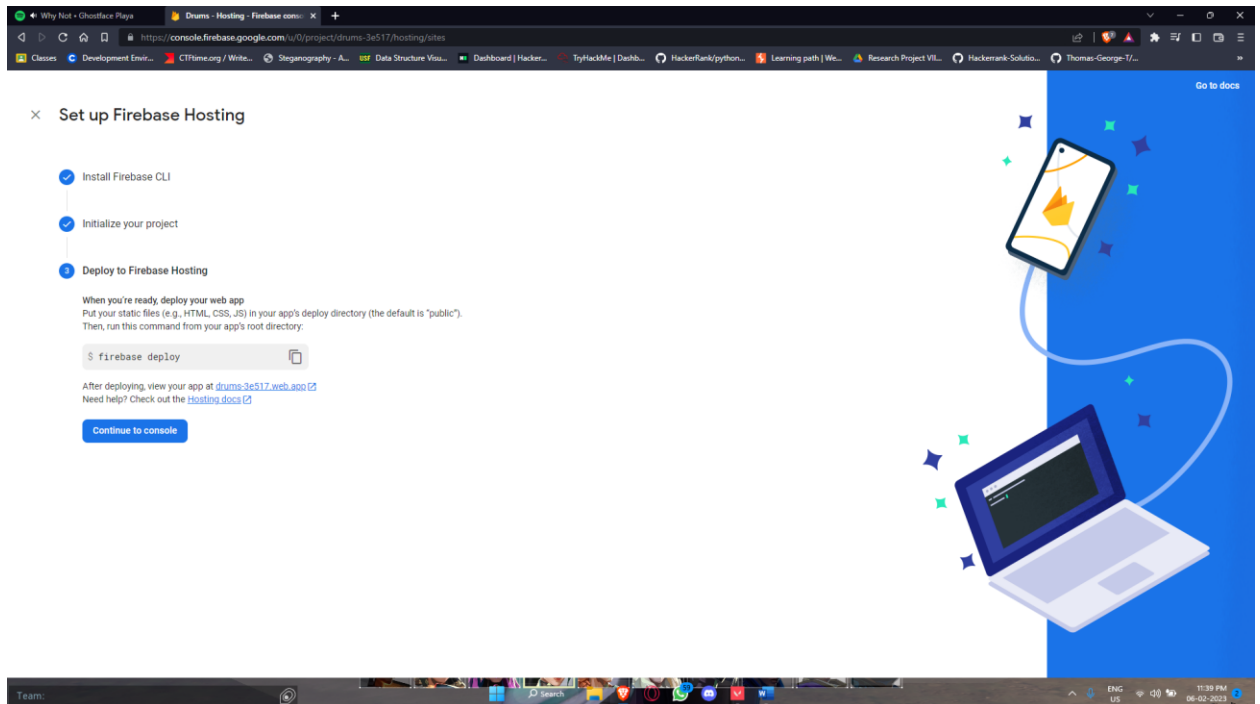 Why Not • Ghostface Playa
Drums - Hosting - Firebase conso
https://console.firebase.google.com/u/0/project/drums-3e517/hosting/sites
Classes
Development Envir...
CTFtime.org / Write...
Steganography - A...
Data Structure Visu...
Dashboard | Hacker...
TryHackMe | Dashb...
HackerRank/python...
Learning path | We...
Research Project VII...
Hackerrank-Solutio...
Thomas-George-T/...
Go to docs
Set up Firebase Hosting
Install Firebase CLI
Initialize your project
3 Deploy to Firebase Hosting
When you're ready, deploy your web app
Put your static files (e.g., HTML, CSS, JS) in your app's deploy directory (the default is "public").
Then, run this command from your app's root directory:
$ firebase deploy
After deploying, view your app at drums-3e517.web.app
Need help? Check out the Hosting docs
Continue to console
Team:
Search
ENG
US
11:39 PM
06-02-2023
2